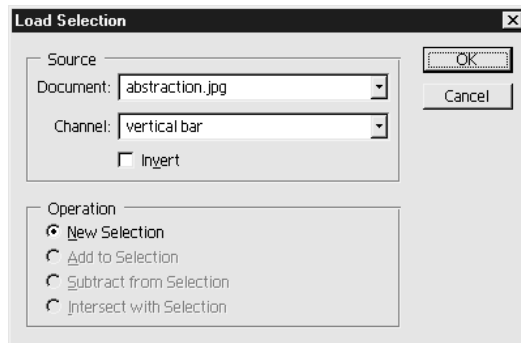 Load Selection
Source
Document: abstraction.jpg
Channel: vertical bar
Invert
OK
Cancel
Operation
New Selection
Add to Selection
Subtract from Selection
Intersect with Selection